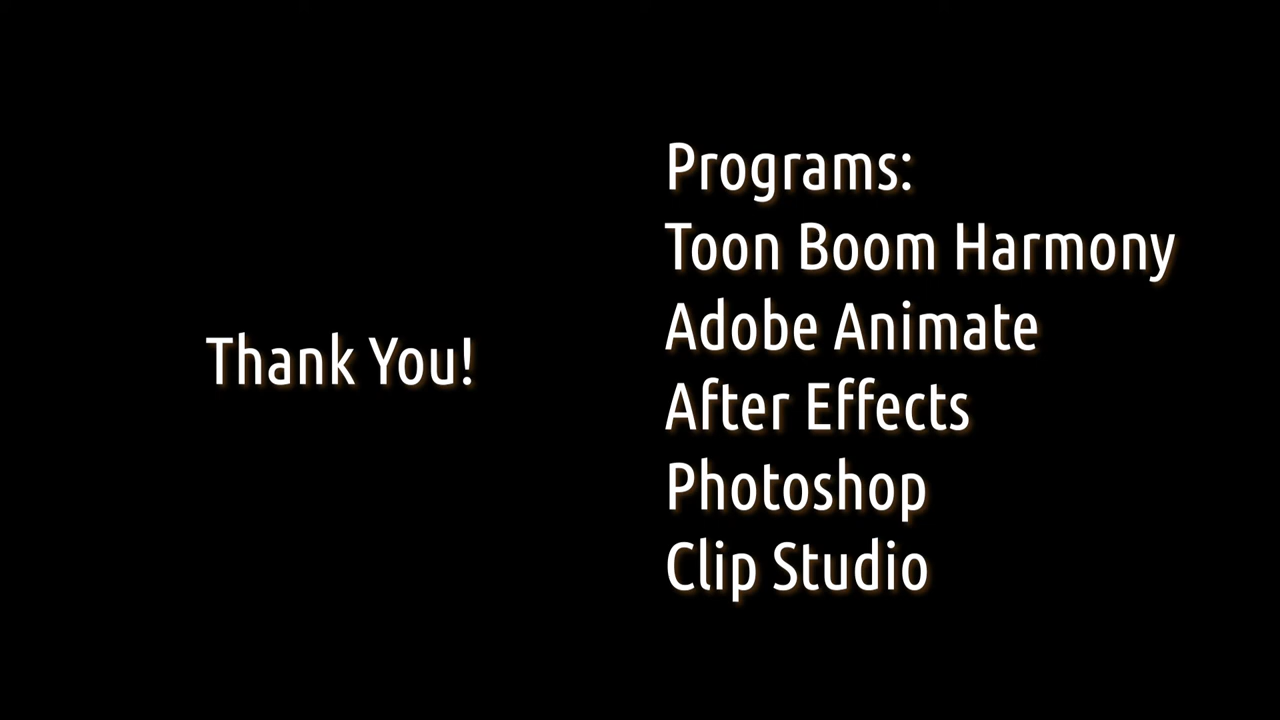 Thank You!
Programs:
Toon Boom Harmony
Adobe Animate
After Effects
Photoshop
Clip Studio